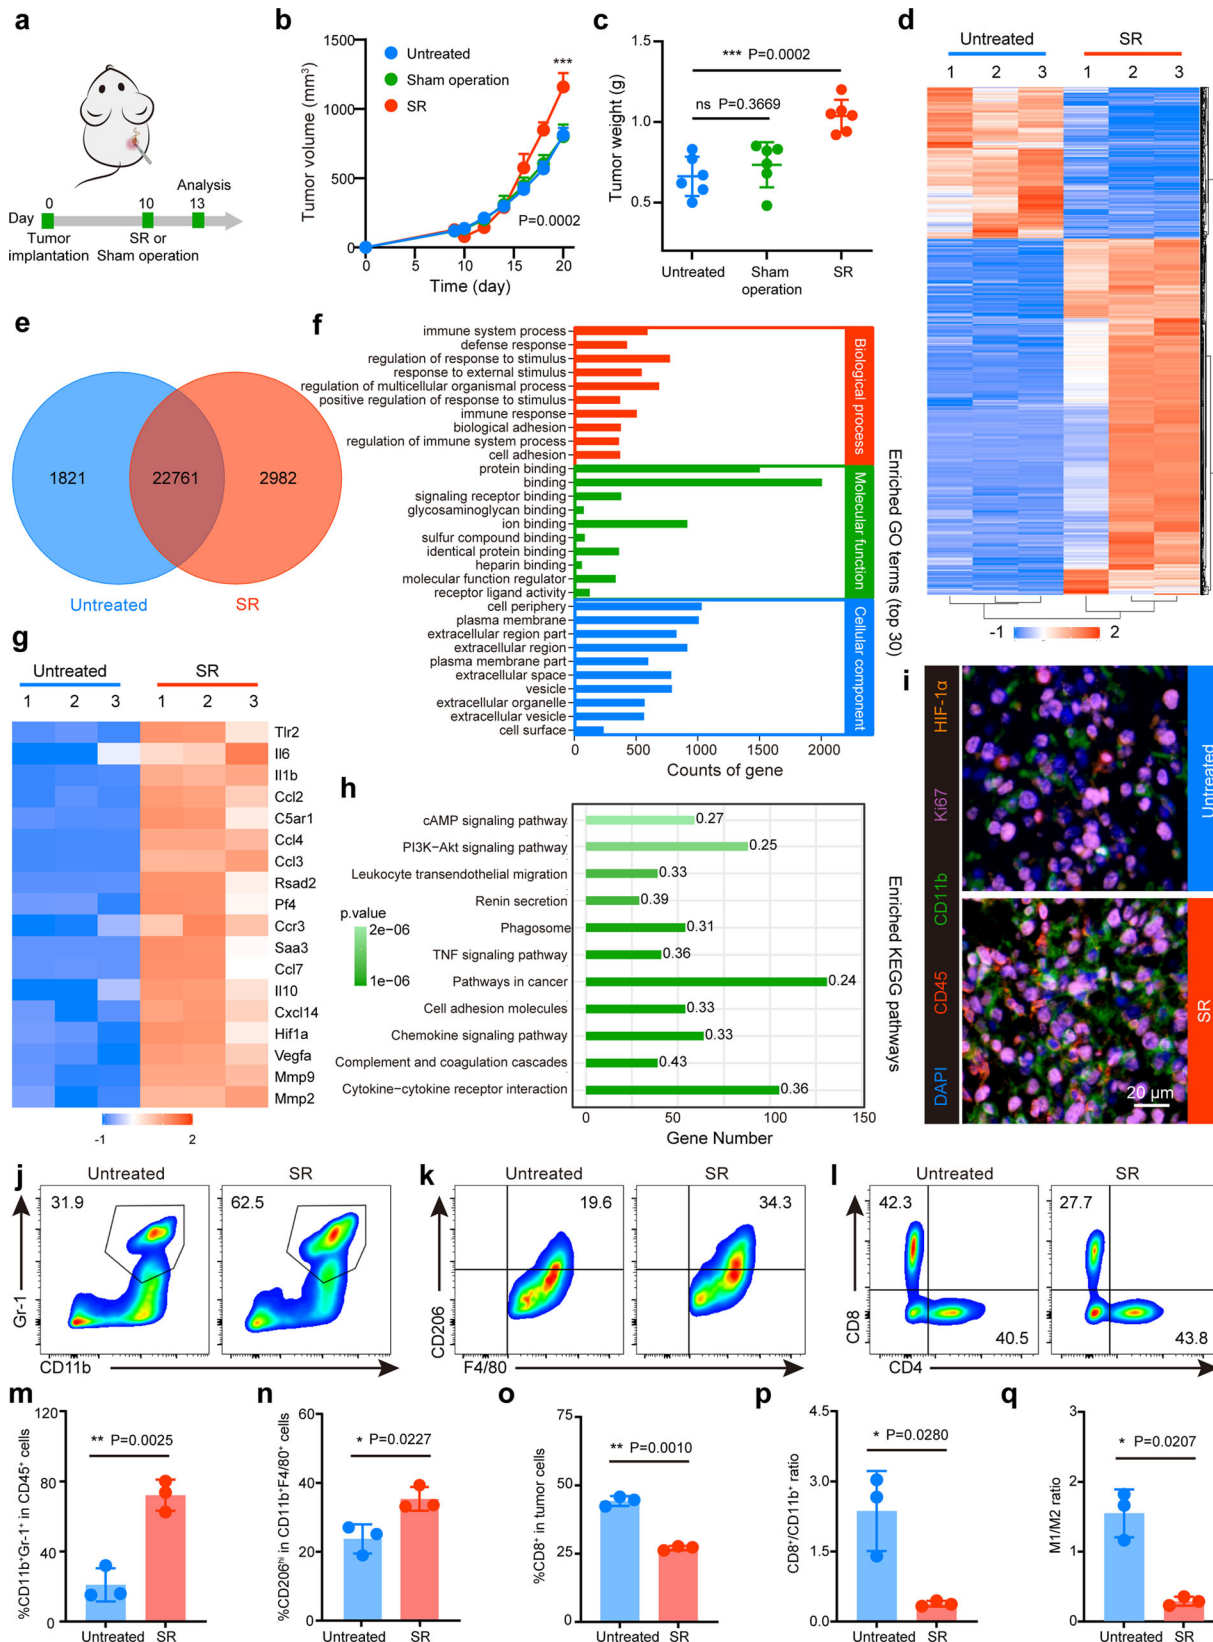 a
0
10
13
Analysis
Day
Tumor
implantation
SR or
Sham operation
b
1500
1000
500
0
Tumor volume (mm³)
Untreated
Sham operation
SR
***
P=0.0002
0
5
10
15
20
Time (day)
c
1.5
1.0
0.5
Tumor weight (g)
*** P=0.0002
ns P=0.3669
Untreated
Sham
operation
SR
d
Untreated
SR
1
2
3
1
2
3
-1
2
e
1821
22761
2982
Untreated
SR
f
immune system process
defense response
regulation of response to stimulus
response to external stimulus
regulation of multicellular organismal process
positive regulation of response to stimulus
immune response
biological adhesion
regulation of immune system process
cell adhesion
protein binding
binding
signaling receptor binding
glycosaminoglycan binding
ion binding
sulfur compound binding
identical protein binding
heparin binding
molecular function regulator
receptor ligand activity
cell periphery
plasma membrane
extracellular region part
extracellular region
plasma membrane part
extracellular space
vesicle
extracellular organelle
extracellular vesicle
cell surface
Biological process
Molecular function
Cellular component
Enriched GO terms (top 30)
0
500
1000
1500
2000
Counts of gene
g
Untreated
SR
1
2
3
1
2
3
Tlr2
Il6
Il1b
Ccl2
C5ar1
Ccl4
Ccl3
Rsad2
Pf4
Ccr3
Saa3
Ccl7
Il10
Cxcl14
Hif1a
Vegfa
Mmp9
Mmp2
-1
2
h
cAMP signaling pathway
0.27
PI3K−Akt signaling pathway
0.25
Leukocyte transendothelial migration
0.33
Renin secretion
0.39
Phagosome
0.31
TNF signaling pathway
0.36
Pathways in cancer
0.24
Cell adhesion molecules
0.33
Chemokine signaling pathway
0.33
Complement and coagulation cascades
0.43
Cytokine−cytokine receptor interaction
0.36
p.value
2e−06
1e−06
0
50
100
150
Gene Number
Enriched KEGG pathways
i
DAPI CD45 CD11b Ki67 HIF-1α
Untreated
SR
20 µm
j
Untreated
SR
31.9
62.5
Gr-1
CD11b
k
Untreated
SR
19.6
34.3
CD206
F4/80
l
Untreated
SR
42.3
40.5
27.7
43.8
CD8
CD4
m
%CD11b⁺Gr-1⁺ in CD45⁺ cells
120
80
40
0
** P=0.0025
Untreated SR
n
%CD206ʰⁱ in CD11b⁺F4/80⁺ cells
60
40
20
0
* P=0.0227
Untreated SR
o
%CD8⁺ in tumor cells
75
50
25
0
** P=0.0010
Untreated SR
p
CD8⁺/CD11b⁺ ratio
4.5
3.0
1.5
0.0
* P=0.0280
Untreated SR
q
M1/M2 ratio
3
2
1
0
* P=0.0207
Untreated SR